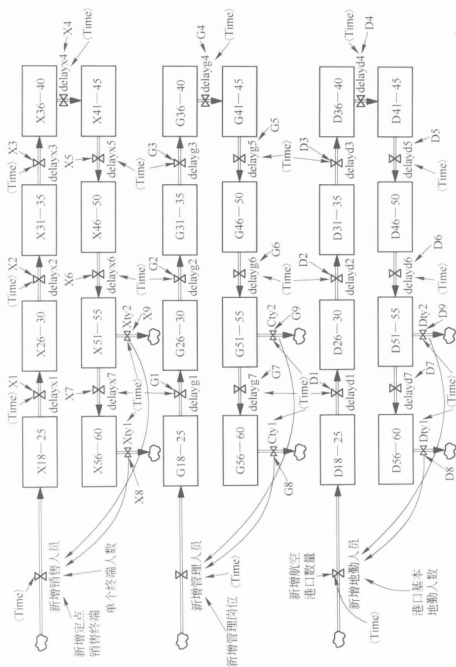 (Time)
X1
(Time)
X2
(Time)
X3
(Time)
X4
(Time)
X18—25
delayx1
X26—30
delayx2
X31—35
delayx3
X36—40
delayx4
新增销售人员
新增定点
销售终端
单个终端人数
X56—60
X7
delayx7
X51—55
X6
delayx6
X46—50
X5
delayx5
X41—45
(Time)
(Time)
(Time)
X8
Xty1
(Time)
Xty2
X9
G1
G2
G3
(Time)
G4
(Time)
G18—25
delayg1
G26—30
delayg2
G31—35
delayg3
G36—40
delayg4
新增管理人员
新增管理岗位
(Time)
G56—60
delayg7
G51—55
delayg6
G46—50
delayg5
G41—45
G7
G6
G5
(Time)
(Time)
G8
Cty1
Cty2
G9
D1
D2
D3
(Time)
D4
(Time)
D18—25
delayd1
D26—30
delayd2
D31—35
delayd3
D36—40
delayd4
新增航空
港口数量
新增地勤人员
(Time)
港口基本
地勤人数
D56—60
delayd7
D51—55
delayd6
D46—50
delayd5
D41—45
D7
D6
D5
(Time)
(Time)
D8
Dty1
(Time)
Dty2
D9